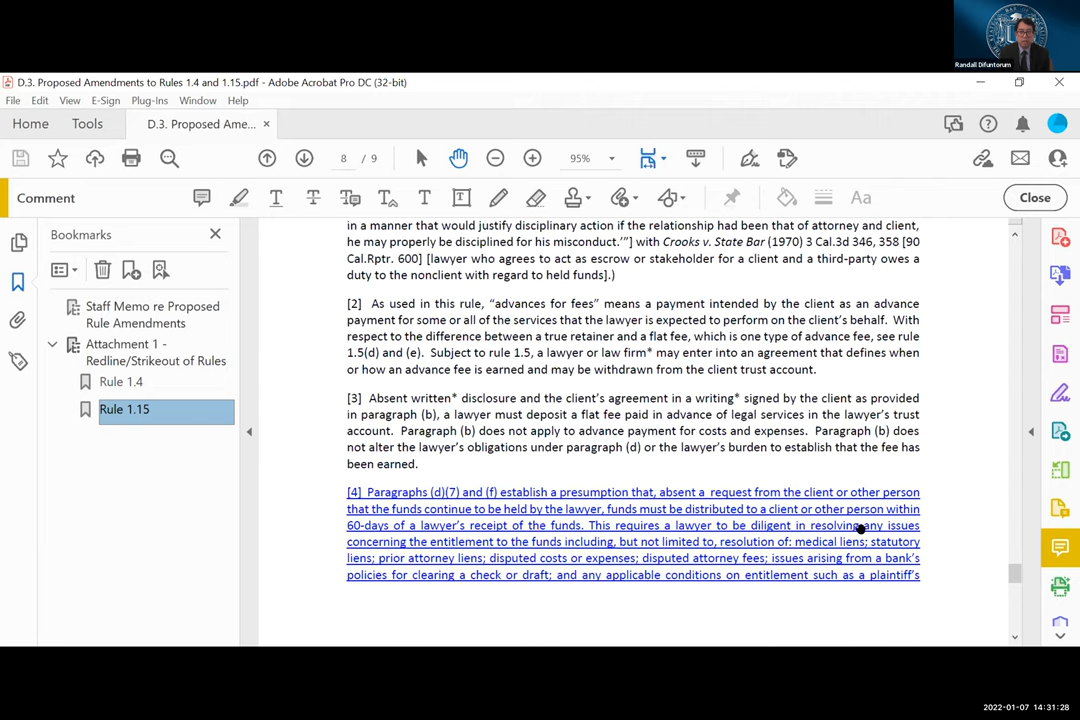 Randall Difuntorum
D.3. Proposed Amendments to Rules 1.4 and 1.15.pdf - Adobe Acrobat Pro DC (32-bit)
File Edit View E-Sign Plug-Ins Window Help
Home Tools D.3. Proposed Ame... ×
8 / 9 95%
Comment
Close
Bookmarks
Staff Memo re Proposed
Rule Amendments
Attachment 1 -
Redline/Strikeout of Rules
Rule 1.4
Rule 1.15
in a manner that would justify disciplinary action if the relationship had been that of attorney and client,
he may properly be disciplined for his misconduct.’”] with Crooks v. State Bar (1970) 3 Cal.3d 346, 358 [90
Cal.Rptr. 600] [lawyer who agrees to act as escrow or stakeholder for a client and a third-party owes a
duty to the nonclient with regard to held funds].)
[2] As used in this rule, “advances for fees” means a payment intended by the client as an advance
payment for some or all of the services that the lawyer is expected to perform on the client’s behalf. With
respect to the difference between a true retainer and a flat fee, which is one type of advance fee, see rule
1.5(d) and (e). Subject to rule 1.5, a lawyer or law firm* may enter into an agreement that defines when
or how an advance fee is earned and may be withdrawn from the client trust account.
[3] Absent written* disclosure and the client’s agreement in a writing* signed by the client as provided
in paragraph (b), a lawyer must deposit a flat fee paid in advance of legal services in the lawyer’s trust
account. Paragraph (b) does not apply to advance payment for costs and expenses. Paragraph (b) does
not alter the lawyer’s obligations under paragraph (d) or the lawyer’s burden to establish that the fee has
been earned.
[4] Paragraphs (d)(7) and (f) establish a presumption that, absent a request from the client or other person
that the funds continue to be held by the lawyer, funds must be distributed to a client or other person within
60-days of a lawyer’s receipt of the funds. This requires a lawyer to be diligent in resolving any issues
concerning the entitlement to the funds including, but not limited to, resolution of: medical liens; statutory
liens; prior attorney liens; disputed costs or expenses; disputed attorney fees; issues arising from a bank’s
policies for clearing a check or draft; and any applicable conditions on entitlement such as a plaintiff’s
2022-01-07 14:31:28